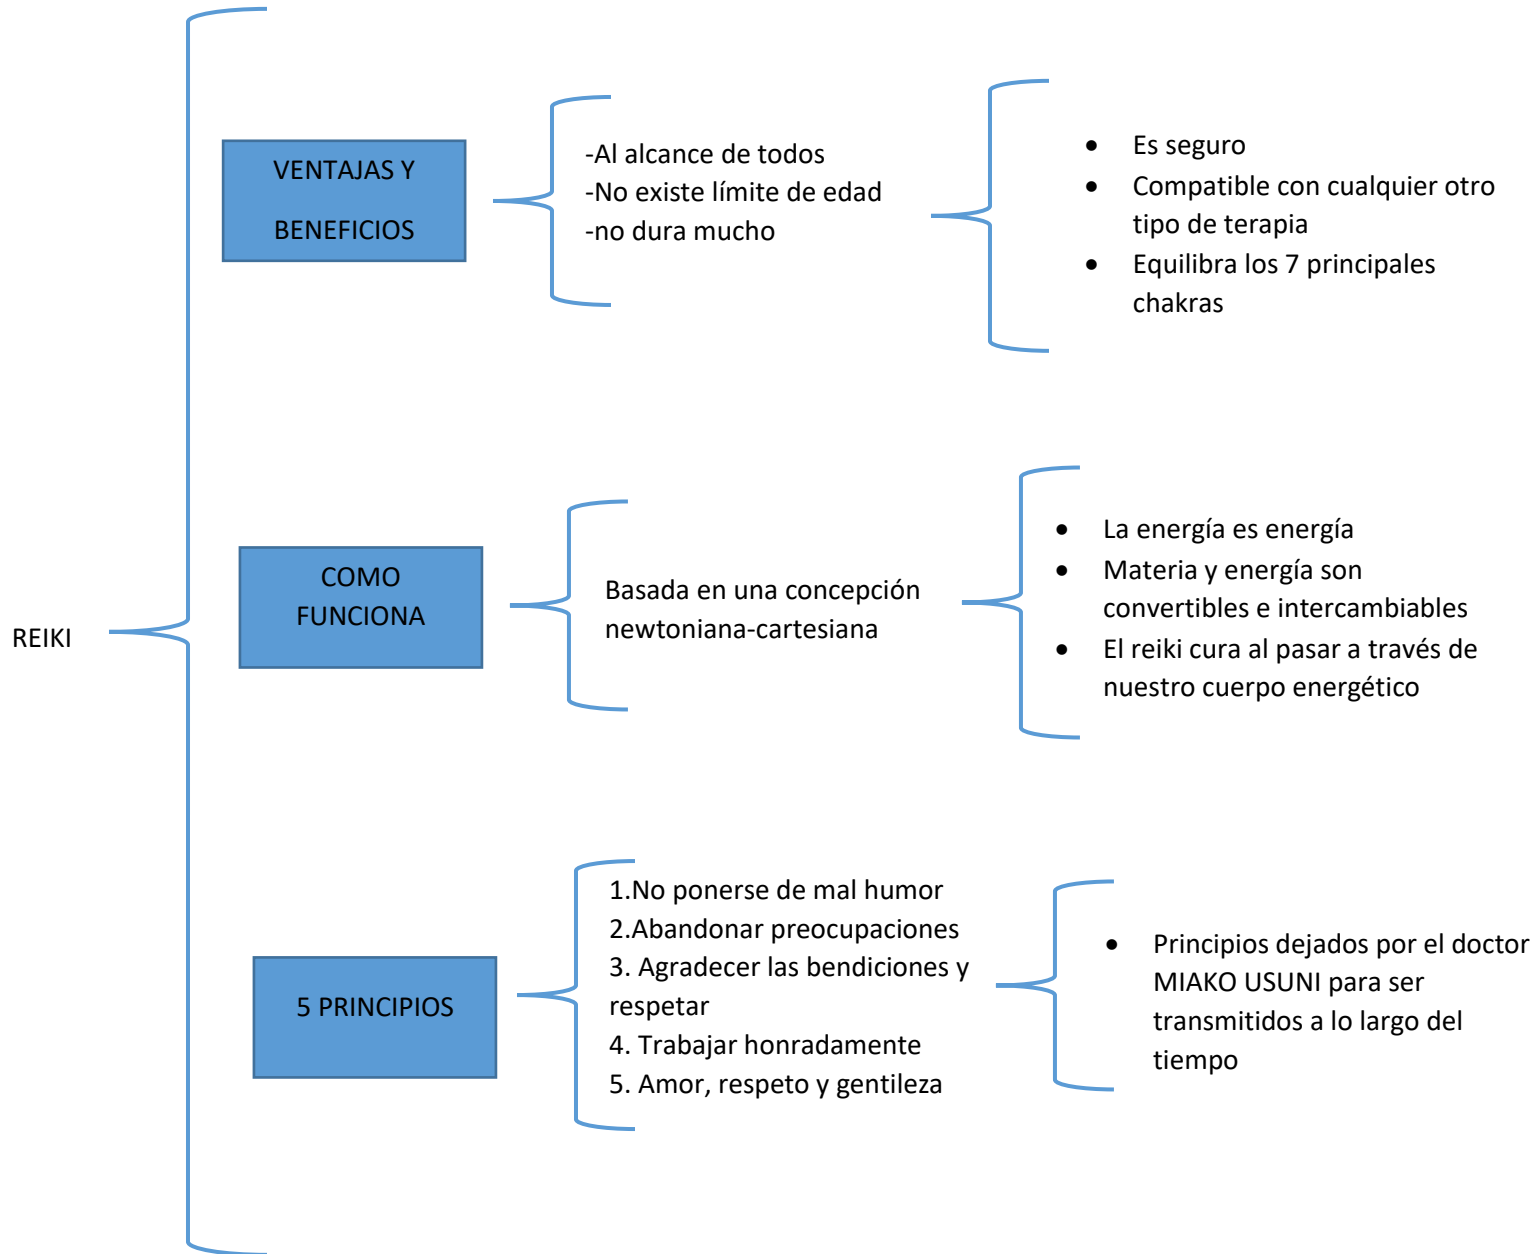 REIKI
VENTAJAS Y
BENEFICIOS
-Al alcance de todos
-No existe límite de edad
-no dura mucho
• Es seguro
• Compatible con cualquier otro
tipo de terapia
• Equilibra los 7 principales
chakras
COMO
FUNCIONA
Basada en una concepción
newtoniana-cartesiana
• La energía es energía
• Materia y energía son
convertibles e intercambiables
• El reiki cura al pasar a través de
nuestro cuerpo energético
5 PRINCIPIOS
1.No ponerse de mal humor
2.Abandonar preocupaciones
3. Agradecer las bendiciones y
respetar
4. Trabajar honradamente
5. Amor, respeto y gentileza
• Principios dejados por el doctor
MIAKO USUNI para ser
transmitidos a lo largo del
tiempo